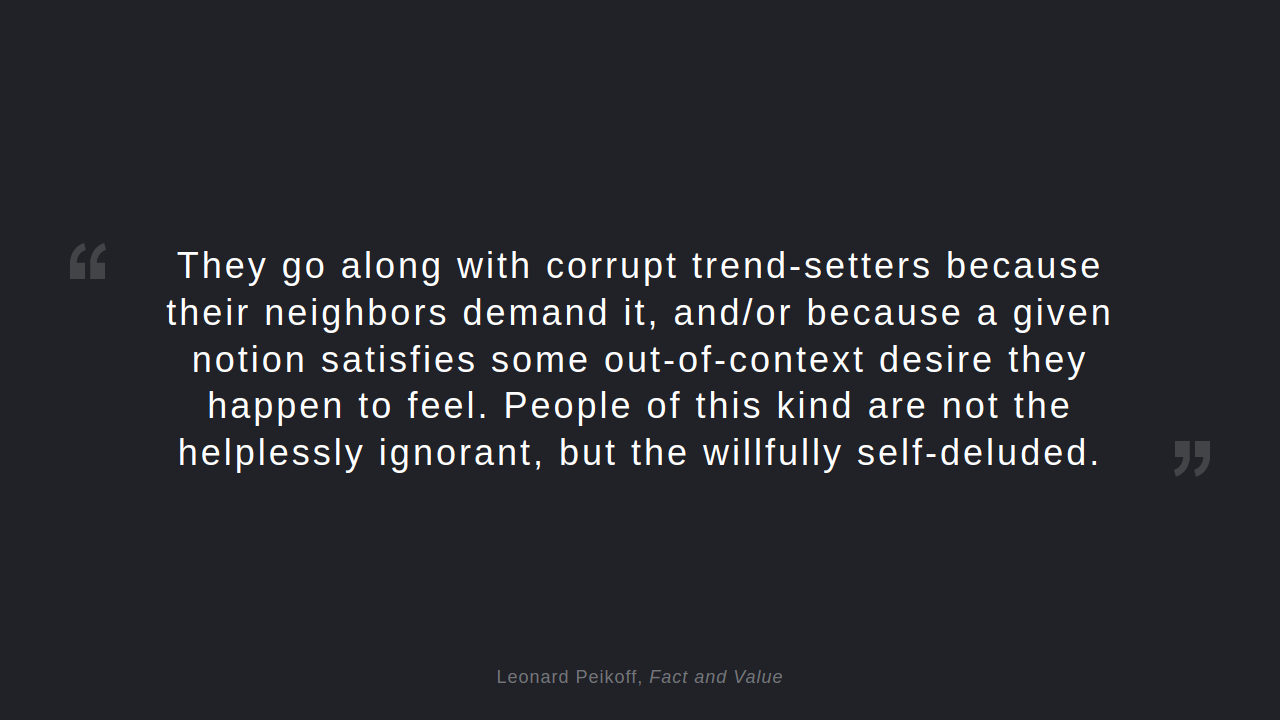 “
They go along with corrupt trend-setters because
their neighbors demand it, and/or because a given
notion satisfies some out-of-context desire they
happen to feel. People of this kind are not the
helplessly ignorant, but the willfully self-deluded.
”
Leonard Peikoff, Fact and Value